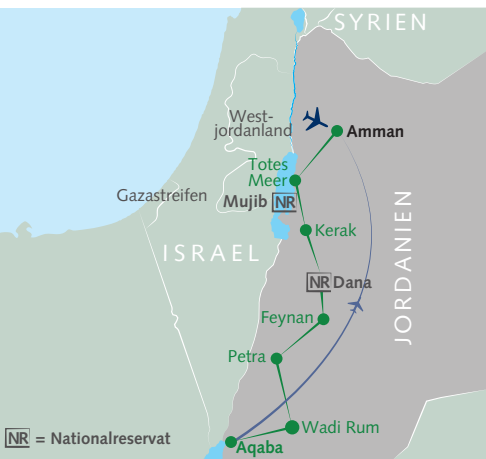 SYRIEN
West-
jordanland
Amman
Totes
Meer
Gazastreifen
Mujib NR
Kerak
ISRAEL
JORDANIEN
NR Dana
Feynan
Petra
Wadi Rum
NR = Nationalreservat
Aqaba